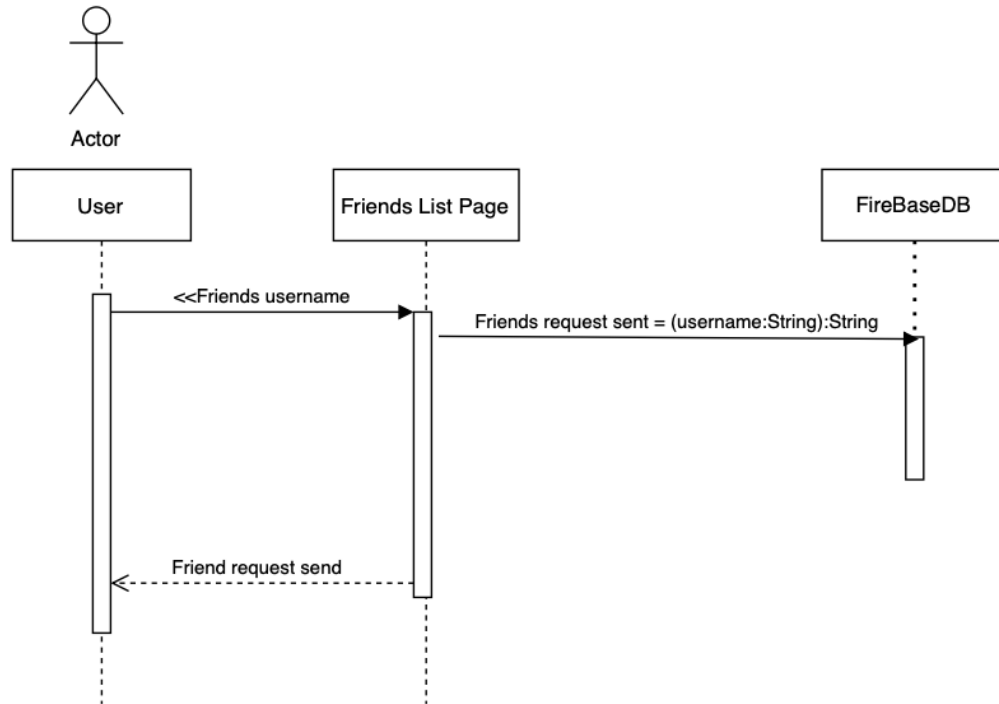 Actor
User
Friends List Page
FireBaseDB
<<Friends username
Friends request sent = (username:String):String
Friend request send